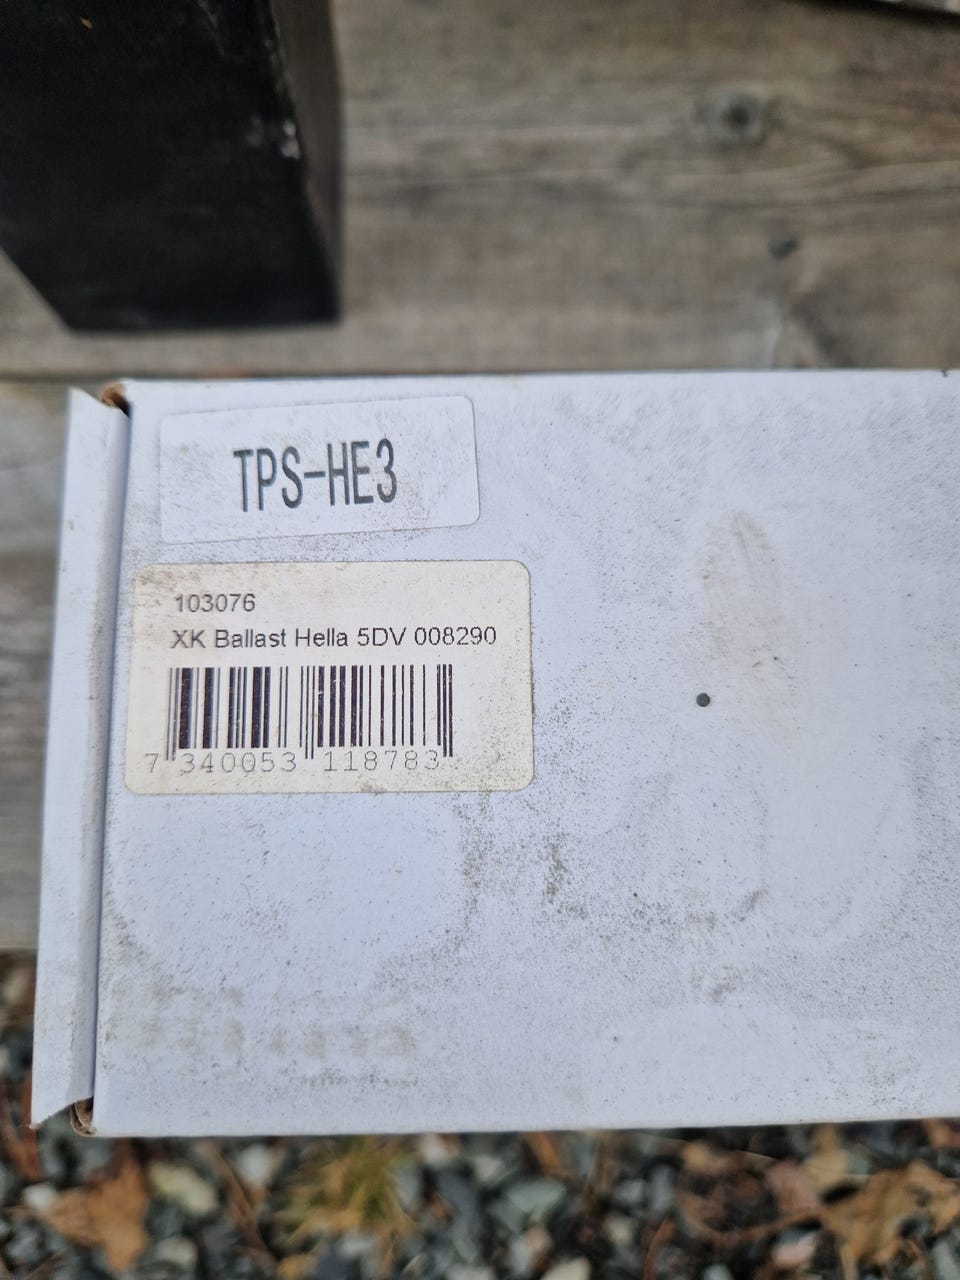 TPS-HE3
103076
XK Ballast Hella 5DV 008290
7 340053 118783